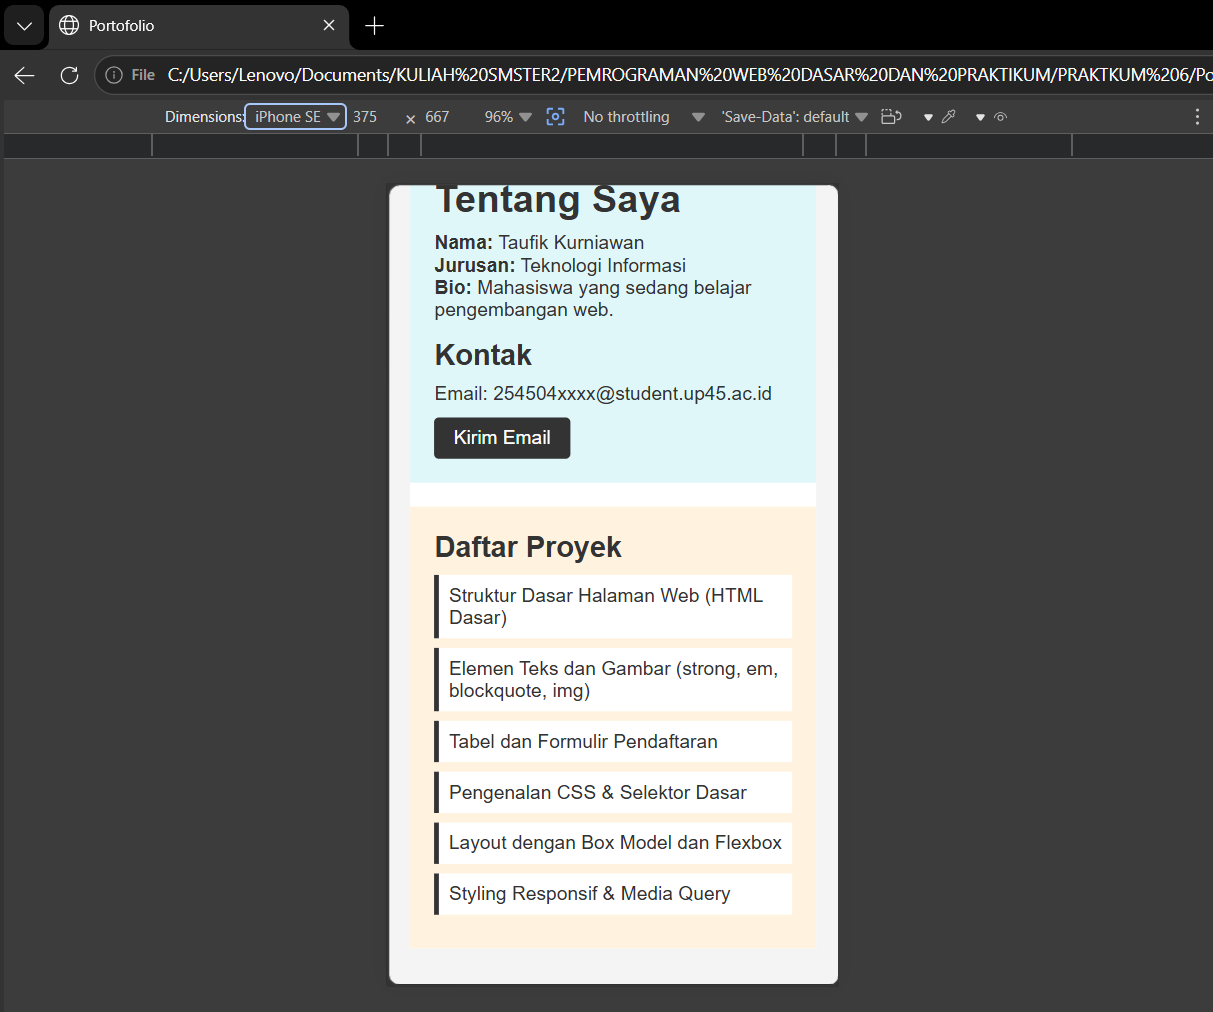 Portofolio
File C:/Users/Lenovo/Documents/KULIAH%20SMSTER2/PEMROGRAMAN%20WEB%20DASAR%20DAN%20PRAKTIKUM/PRAKTKUM%206/Po
Dimensions: iPhone SE 375 × 667 96% No throttling 'Save-Data': default
Tentang Saya
Nama: Taufik Kurniawan
Jurusan: Teknologi Informasi
Bio: Mahasiswa yang sedang belajar
pengembangan web.
Kontak
Email: 254504xxxx@student.up45.ac.id
Kirim Email
Daftar Proyek
Struktur Dasar Halaman Web (HTML
Dasar)
Elemen Teks dan Gambar (strong, em,
blockquote, img)
Tabel dan Formulir Pendaftaran
Pengenalan CSS & Selektor Dasar
Layout dengan Box Model dan Flexbox
Styling Responsif & Media Query